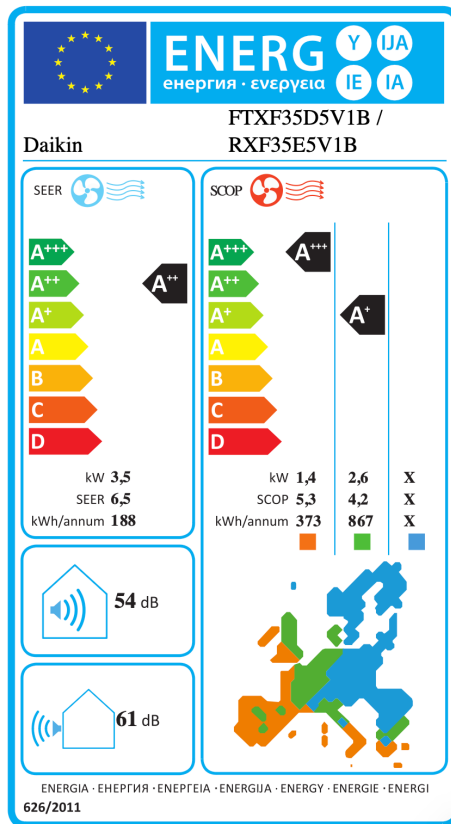 ENERG Y IJA
енергия · ενεργεια IE IA
Daikin
FTXF35D5V1B /
RXF35E5V1B
SEER
A+++
A++
A+
A
B
C
D
A++
kW 3,5
SEER 6,5
kWh/annum 188
SCOP
A+++
A++
A+
A
B
C
D
A+++
A+
kW 1,4 2,6 X
SCOP 5,3 4,2 X
kWh/annum 373 867 X
54 dB
61 dB
ENERGIA · ЕНЕРГИЯ · ΕΝΕΡΓΕΙΑ · ENERGIJA · ENERGY · ENERGIE · ENERGI
626/2011